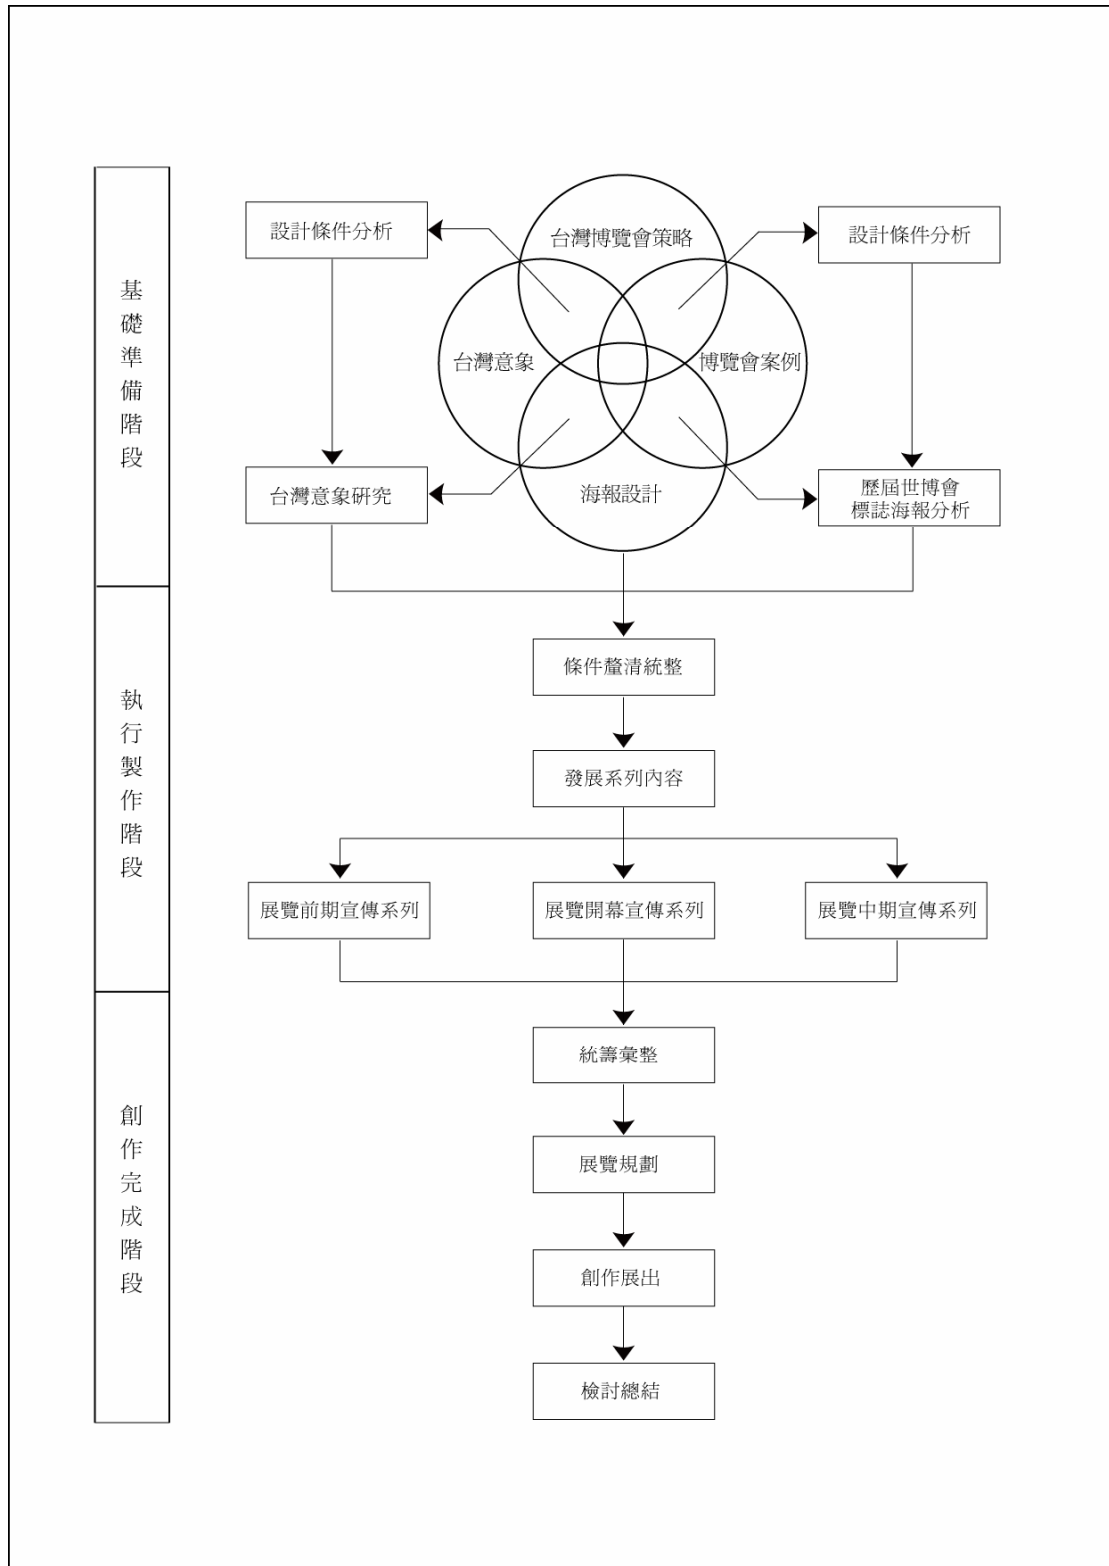 基礎準備階段
設計條件分析
台灣博覽會策略
設計條件分析
台灣意象
博覽會案例
台灣意象研究
海報設計
歷屆世博會
標誌海報分析
執行製作階段
條件釐清統整
發展系列內容
展覽前期宣傳系列
展覽開幕宣傳系列
展覽中期宣傳系列
創作完成階段
統籌彙整
展覽規劃
創作展出
檢討總結